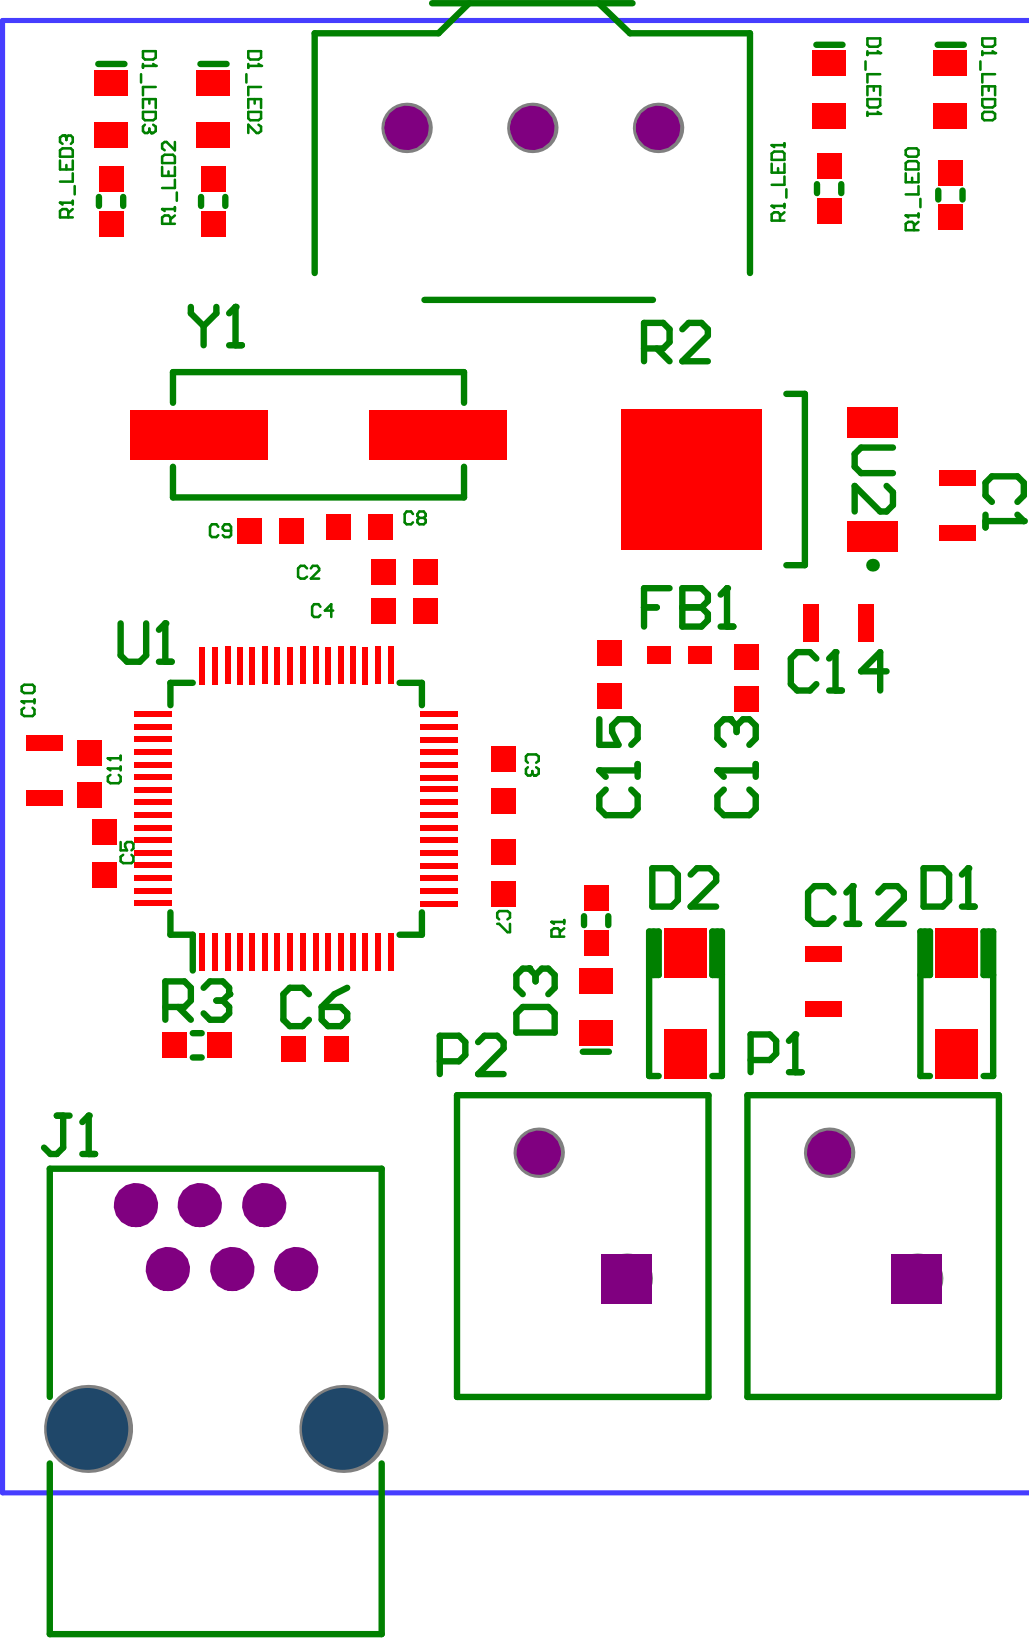 D1_LED3
D1_LED2
D1_LED1
D1_LED0
R1_LED3
R1_LED2
R1_LED1
R1_LED0
Y1
R2
U2
C1
C9
C8
C2
C4
FB1
U1
C14
C10
C11
C3
C15
C13
C5
D2
C12
D1
C7
R1
R3
C6
D3
P2
P1
J1